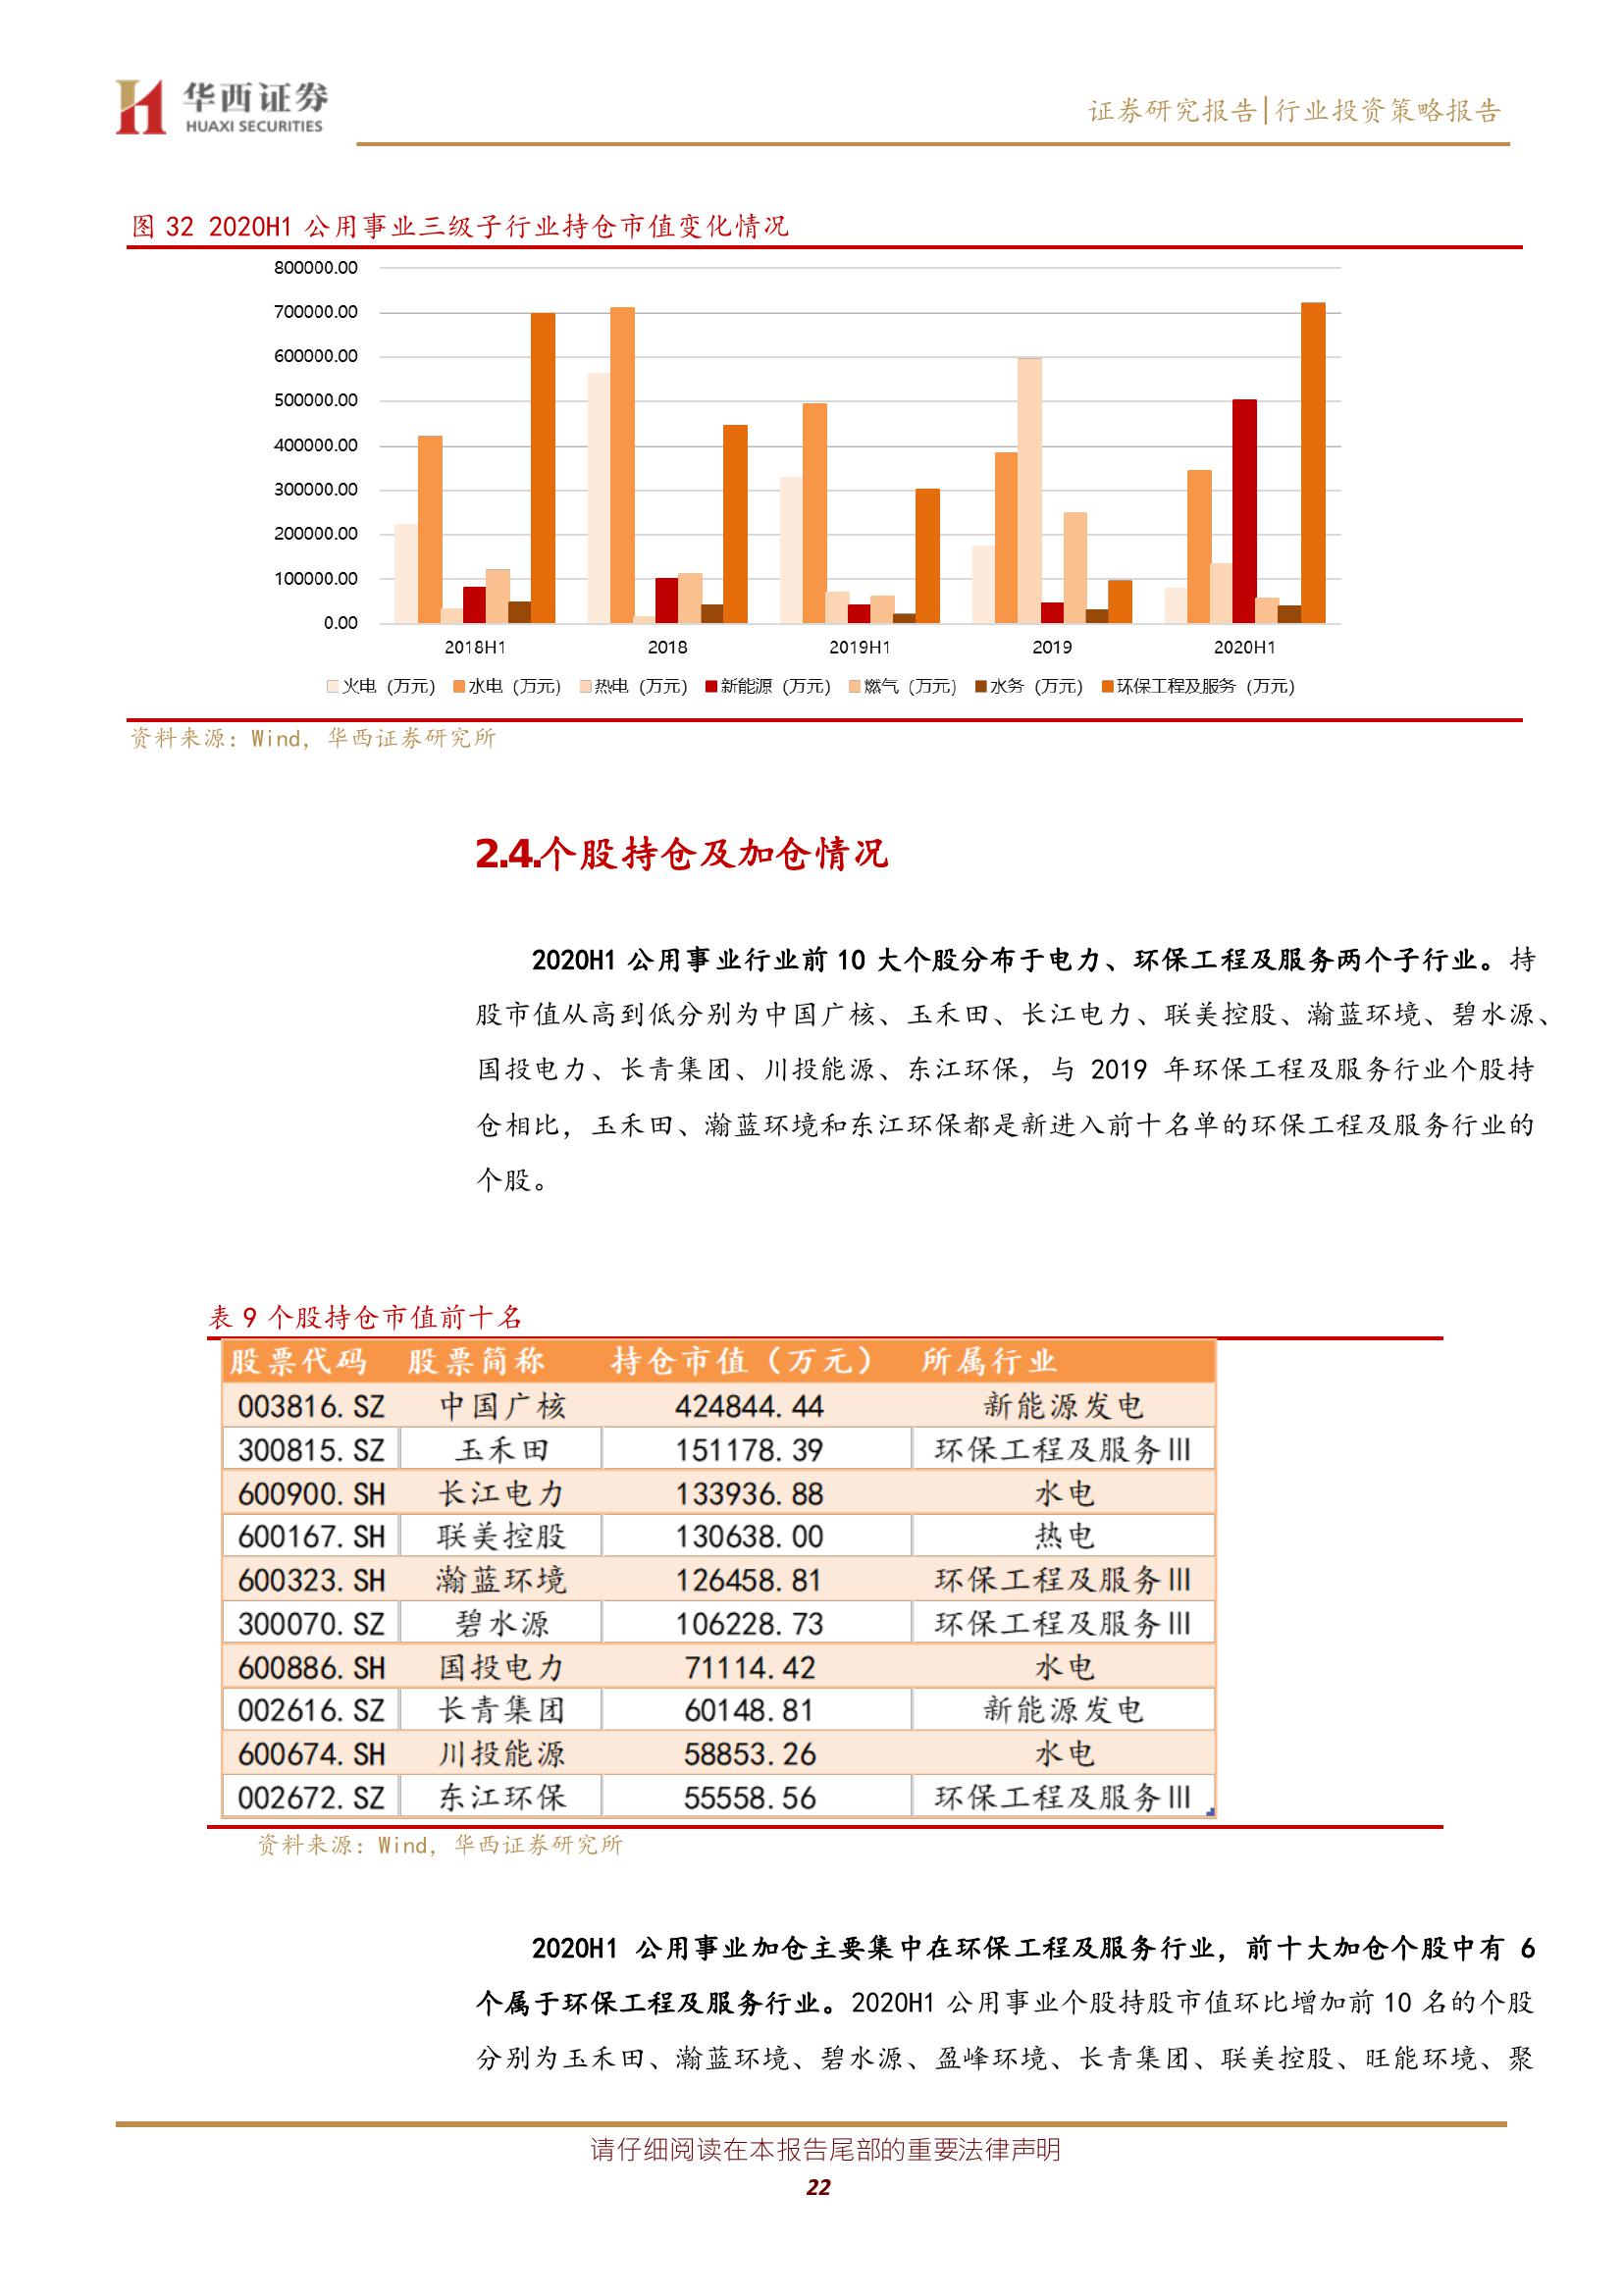 华西证券
HUAXI SECURITIES
证券研究报告|行业投资策略报告
图 32 2020H1 公用事业三级子行业持仓市值变化情况
800000.00
700000.00
600000.00
500000.00
400000.00
300000.00
200000.00
100000.00
0.00
2018H1 2018 2019H1 2019 2020H1
火电（万元） 水电（万元） 热电（万元） 新能源（万元） 燃气（万元） 水务（万元） 环保工程及服务（万元）
资料来源：Wind，华西证券研究所
2.4.个股持仓及加仓情况
2020H1 公用事业行业前 10 大个股分布于电力、环保工程及服务两个子行业。持
股市值从高到低分别为中国广核、玉禾田、长江电力、联美控股、瀚蓝环境、碧水源、
国投电力、长青集团、川投能源、东江环保，与 2019 年环保工程及服务行业个股持
仓相比，玉禾田、瀚蓝环境和东江环保都是新进入前十名单的环保工程及服务行业的
个股。
表 9 个股持仓市值前十名
股票代码 股票简称 持仓市值（万元） 所属行业
003816.SZ 中国广核 424844.44 新能源发电
300815.SZ 玉禾田 151178.39 环保工程及服务Ⅲ
600900.SH 长江电力 133936.88 水电
600167.SH 联美控股 130638.00 热电
600323.SH 瀚蓝环境 126458.81 环保工程及服务Ⅲ
300070.SZ 碧水源 106228.73 环保工程及服务Ⅲ
600886.SH 国投电力 71114.42 水电
002616.SZ 长青集团 60148.81 新能源发电
600674.SH 川投能源 58853.26 水电
002672.SZ 东江环保 55558.56 环保工程及服务Ⅲ
资料来源：Wind，华西证券研究所
2020H1 公用事业加仓主要集中在环保工程及服务行业，前十大加仓个股中有 6
个属于环保工程及服务行业。2020H1 公用事业个股持股市值环比增加前 10 名的个股
分别为玉禾田、瀚蓝环境、碧水源、盈峰环境、长青集团、联美控股、旺能环境、聚
请仔细阅读在本报告尾部的重要法律声明
22